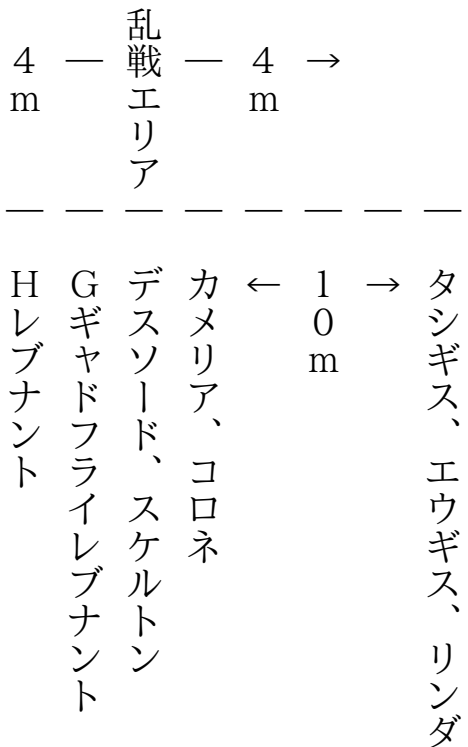 ―　タシギス、エウギス、リンダ
―　→
→　―　１０ｍ
４ｍ　―　←
―　―　カメリア、コロネ
乱戦エリア　―　デスソード、スケルトン
―　―　Ｇギャドフライレブナント
４ｍ　―　Ｈレブナント